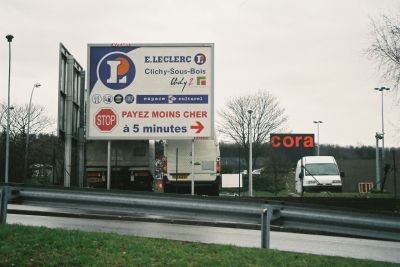 E.LECLERC L
Clichy-Sous-Bois
espace culturel
STOP PAYEZ MOINS CHER
à 5 minutes
cora